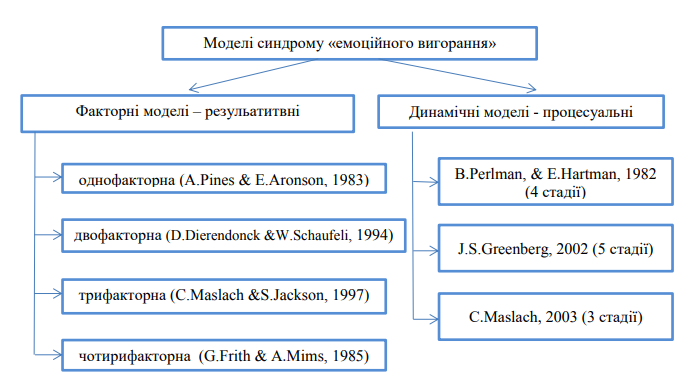 Моделі синдрому «емоційного вигорання»
Факторні моделі – резульатитвні
однофакторна (A.Pines & E.Aronson, 1983)
двофакторна (D.Dierendonck &W.Schaufeli, 1994)
трифакторна (C.Maslach &S.Jackson, 1997)
чотирифакторна (G.Frith & A.Mims, 1985)
Динамічні моделі - процесуальні
B.Perlman, & E.Hartman, 1982
(4 стадії)
J.S.Greenberg, 2002 (5 стадії)
C.Maslach, 2003 (3 стадії)